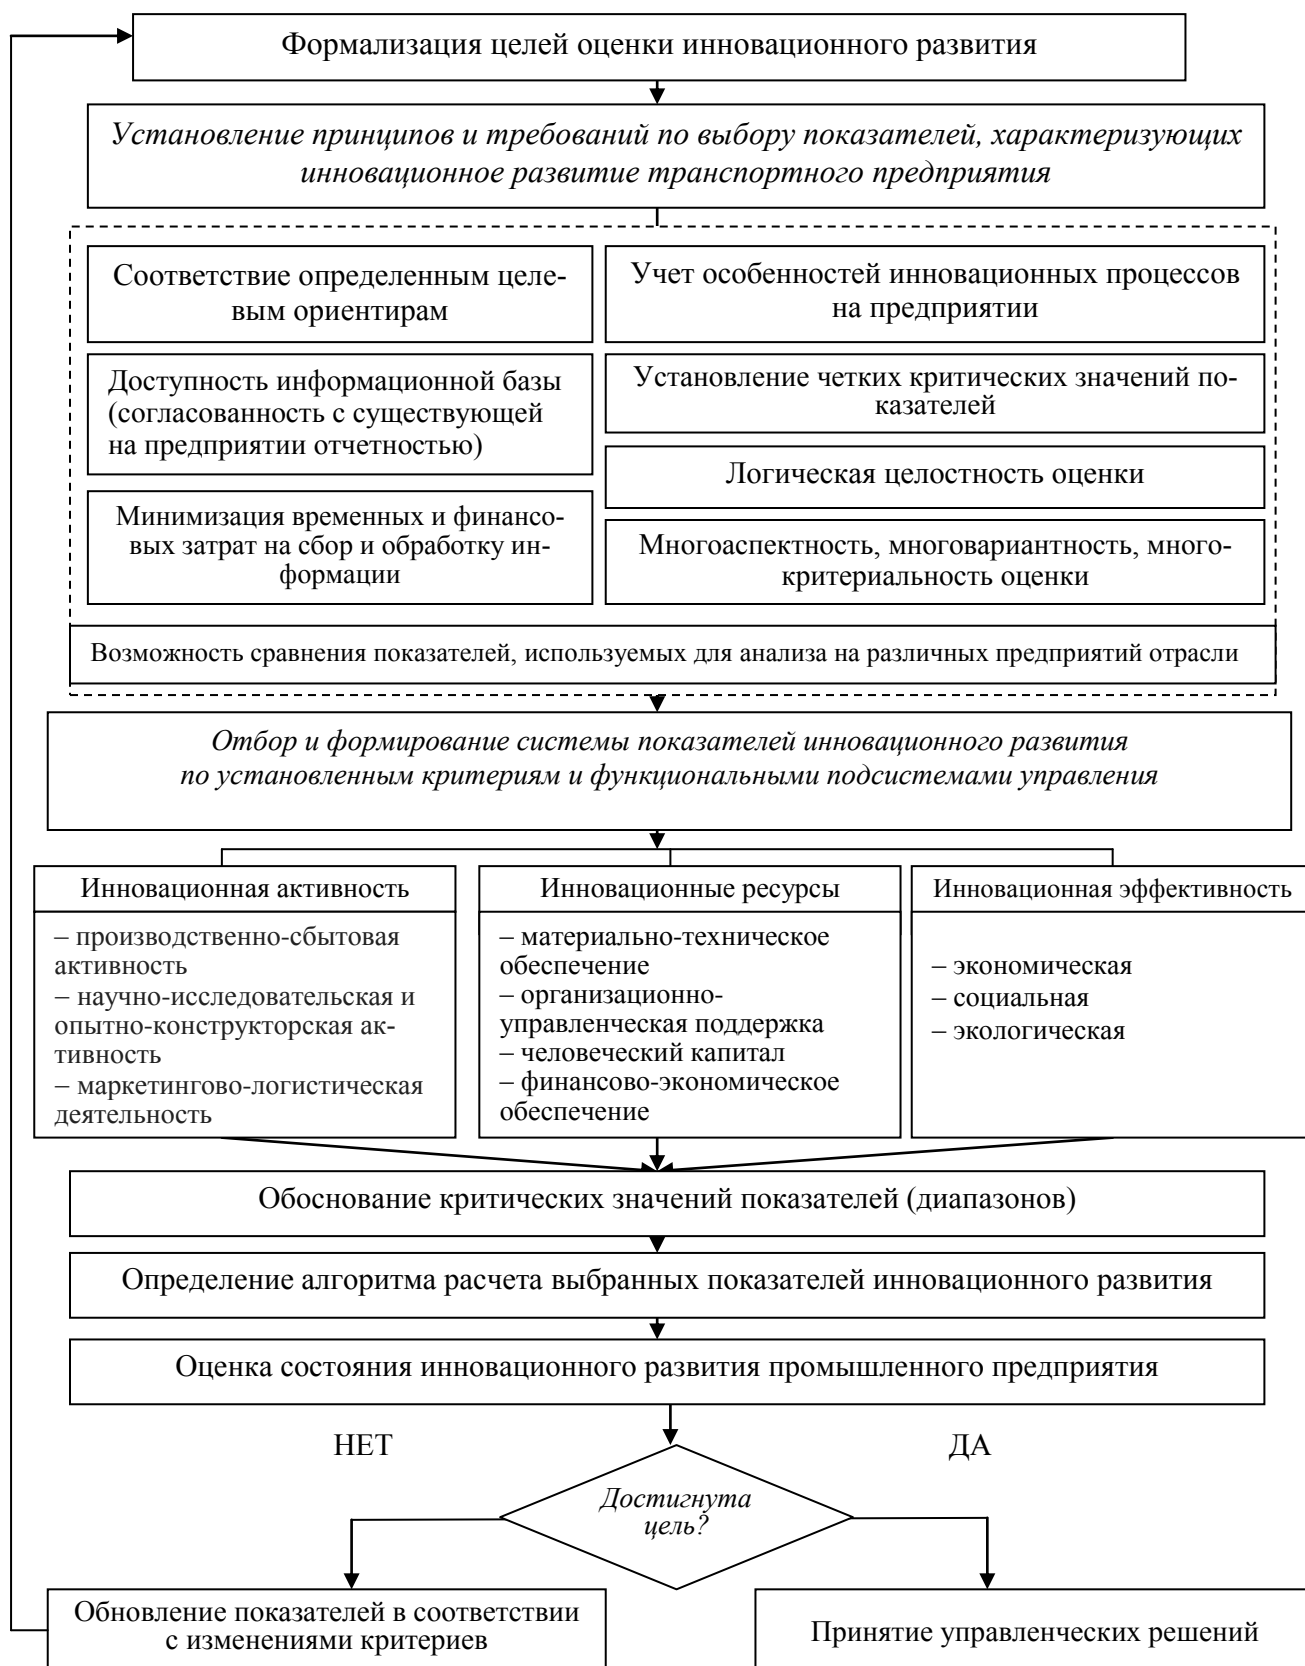 Формализация целей оценки инновационного развития
Установление принципов и требований по выбору показателей, характеризующих
инновационное развитие транспортного предприятия
Соответствие определенным целе-
вым ориентирам
Учет особенностей инновационных процессов
на предприятии
Доступность информационной базы
(согласованность с существующей
на предприятии отчетностью)
Установление четких критических значений по-
казателей
Логическая целостность оценки
Минимизация временных и финансо-
вых затрат на сбор и обработку ин-
формации
Многоаспектность, многовариантность, много-
критериальность оценки
Возможность сравнения показателей, используемых для анализа на различных предприятий отрасли
Отбор и формирование системы показателей инновационного развития
по установленным критериям и функциональными подсистемами управления
Инновационная активность
– производственно-сбытовая
активность
– научно-исследовательская и
опытно-конструкторская ак-
тивность
– маркетингово-логистическая
деятельность
Инновационные ресурсы
– материально-техническое
обеспечение
– организационно-
управленческая поддержка
– человеческий капитал
– финансово-экономическое
обеспечение
Инновационная эффективность
– экономическая
– социальная
– экологическая
Обоснование критических значений показателей (диапазонов)
Определение алгоритма расчета выбранных показателей инновационного развития
Оценка состояния инновационного развития промышленного предприятия
НЕТ
ДА
Достигнута
цель?
Обновление показателей в соответствии
с изменениями критериев
Принятие управленческих решений